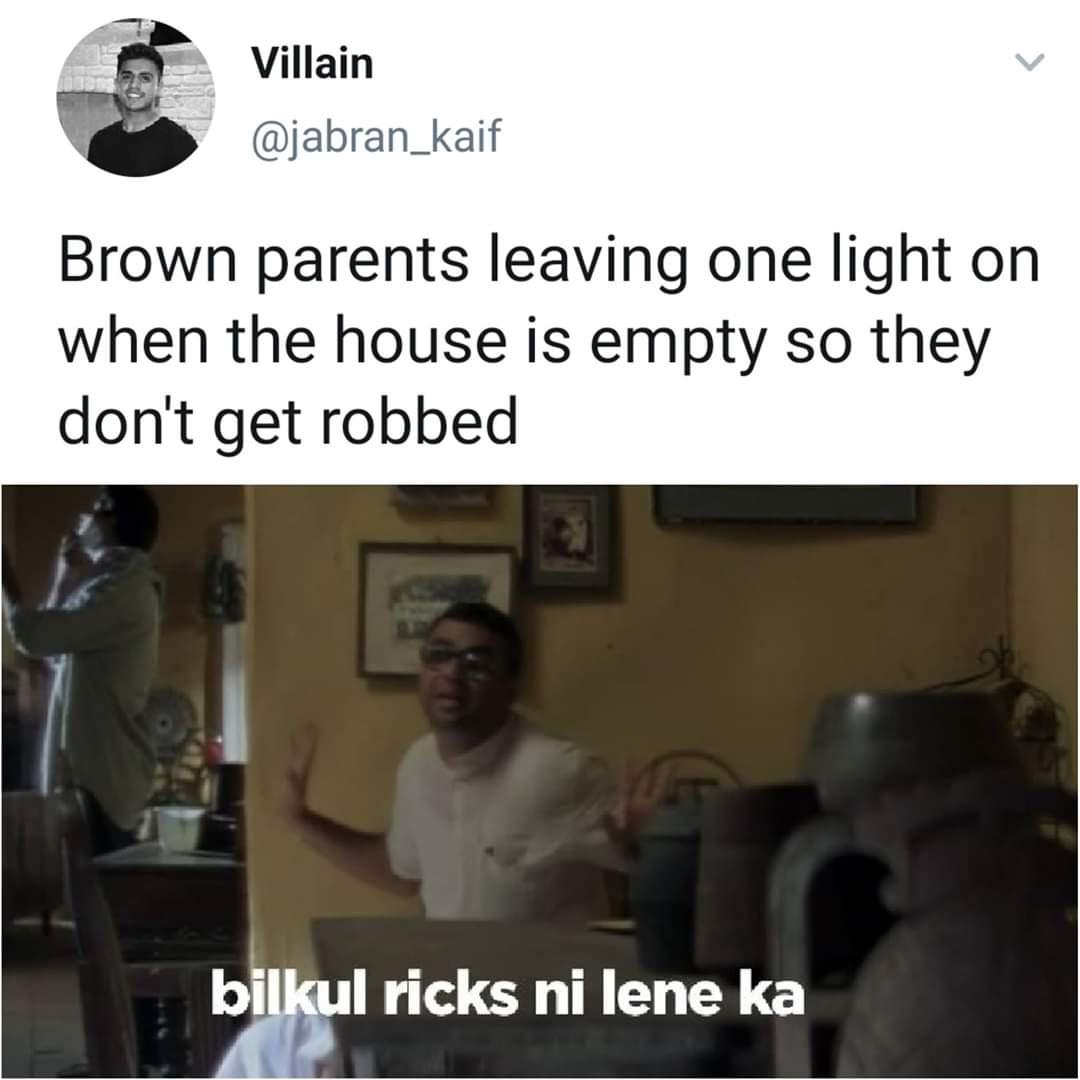 Villain
@jabran_kaif
Brown parents leaving one light on
when the house is empty so they
don't get robbed
bilkul ricks ni lene ka